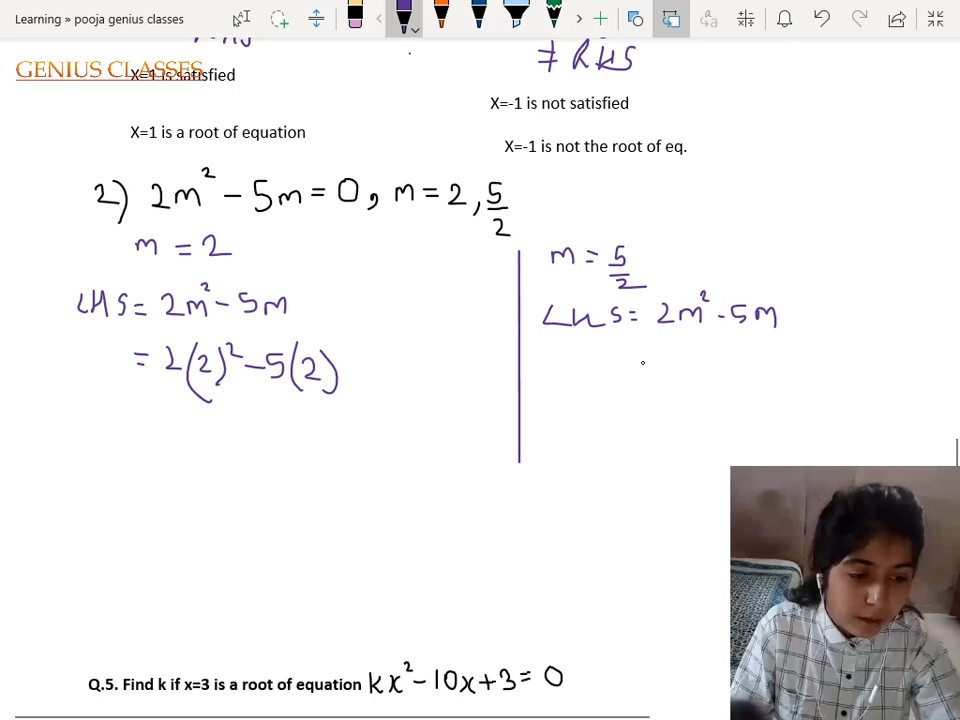 Learning » pooja genius classes
RHS
≠ RHS
GENIUS CLASSES
X=1 is satisfied
X=-1 is not satisfied
X=1 is a root of equation
X=-1 is not the root of eq.
2) 2m² - 5m = 0, m = 2, 5/2
m = 2
LHS = 2m² - 5m
= 2(2)² - 5(2)
m = 5/2
LHS = 2m² - 5m
Q.5. Find k if x=3 is a root of equation kx² - 10x + 3 = 0